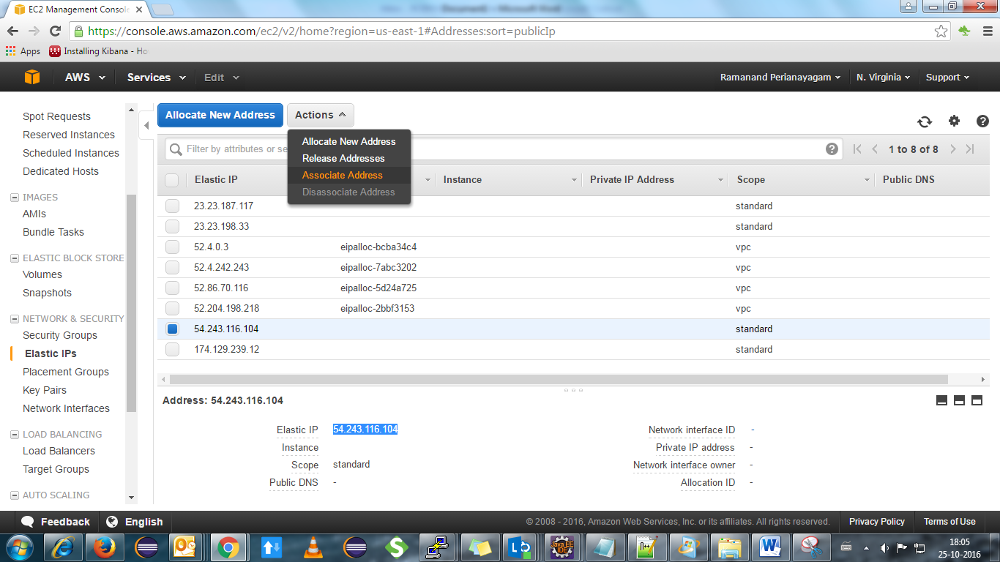 EC2 Management Console
https://console.aws.amazon.com/ec2/v2/home?region=us-east-1#Addresses:sort=publicIp
Apps Installing Kibana - Ho
AWS Services Edit Ramanand Perianayagam N. Virginia Support
Spot Requests
Reserved Instances
Scheduled Instances
Dedicated Hosts
IMAGES
AMIs
Bundle Tasks
ELASTIC BLOCK STORE
Volumes
Snapshots
NETWORK & SECURITY
Security Groups
Elastic IPs
Placement Groups
Key Pairs
Network Interfaces
LOAD BALANCING
Load Balancers
Target Groups
AUTO SCALING
Allocate New Address Actions
Allocate New Address
Release Addresses
Associate Address
Disassociate Address
Filter by attributes or se
1 to 8 of 8
Elastic IP Instance Private IP Address Scope Public DNS
23.23.187.117 standard
23.23.198.33 standard
52.4.0.3 eipalloc-bcba34c4 vpc
52.4.242.243 eipalloc-7abc3202 vpc
52.86.70.116 eipalloc-5d24a725 vpc
52.204.198.218 eipalloc-2bbf3153 vpc
54.243.116.104 standard
174.129.239.12 standard
Address: 54.243.116.104
Elastic IP 54.243.116.104 Network interface ID -
Instance Private IP address -
Scope standard Network interface owner -
Public DNS - Allocation ID -
Feedback English © 2008 - 2016, Amazon Web Services, Inc. or its affiliates. All rights reserved. Privacy Policy Terms of Use
18:05
25-10-2016